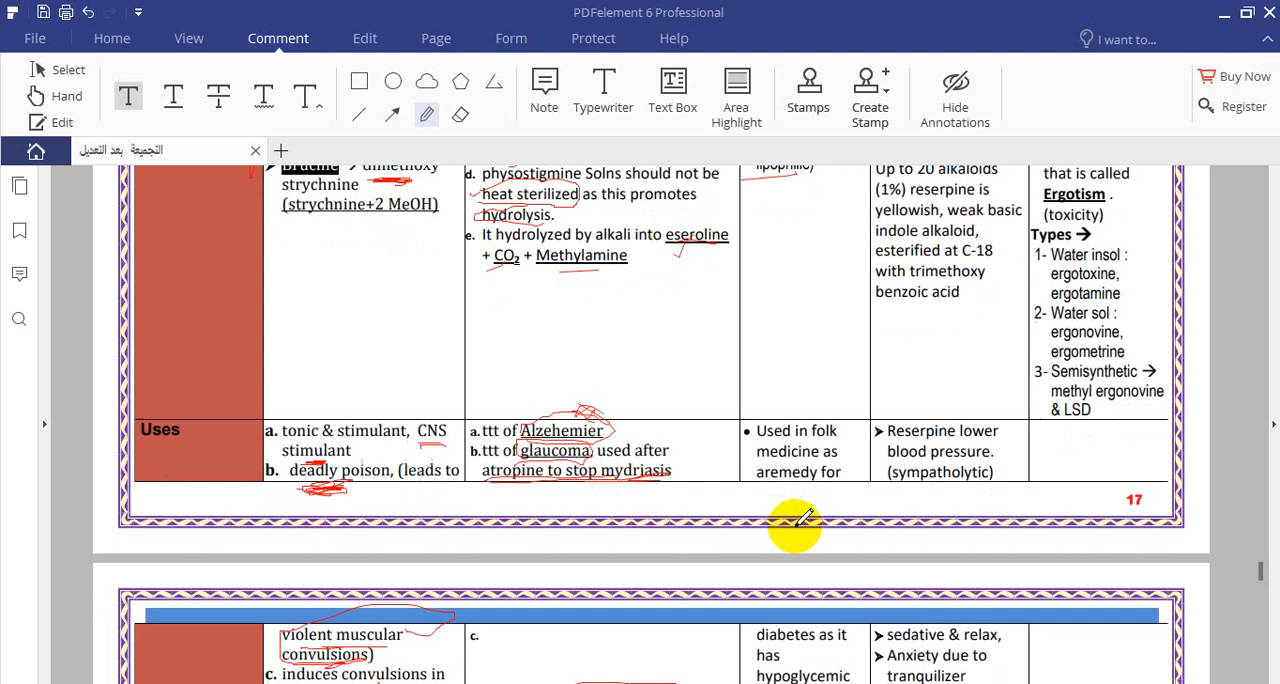 PDFelement 6 Professional
File Home View Comment Edit Page Form Protect Help I want to...
Select
Hand
Edit
Note Typewriter Text Box Area Highlight Stamps Create Stamp Hide Annotations
Buy Now
Register
التجميعة بعد التعديل
Brucine → dimethoxy
strychnine
(strychnine+2 MeOH)
d. physostigmine Solns should not be
heat sterilized as this promotes
hydrolysis.
e. It hydrolyzed by alkali into eseroline
+ CO₂ + Methylamine
lipophilic)
Up to 20 alkaloids
(1%) reserpine is
yellowish, weak basic
indole alkaloid,
esterified at C-18
with trimethoxy
benzoic acid
that is called
Ergotism .
(toxicity)
Types →
1- Water insol :
ergotoxine,
ergotamine
2- Water sol :
ergonovine,
ergometrine
3- Semisynthetic →
methyl ergonovine
& LSD
Uses
a. tonic & stimulant, CNS
stimulant
b. deadly poison, (leads to
a. ttt of Alzehemier
b. ttt of glaucoma, used after
atropine to stop mydriasis
• Used in folk
medicine as
aremedy for
➤ Reserpine lower
blood pressure.
(sympatholytic)
17
violent muscular
convulsions)
c. induces convulsions in
c.
diabetes as it
has
hypoglycemic
➤ sedative & relax,
➤ Anxiety due to
tranquilizer